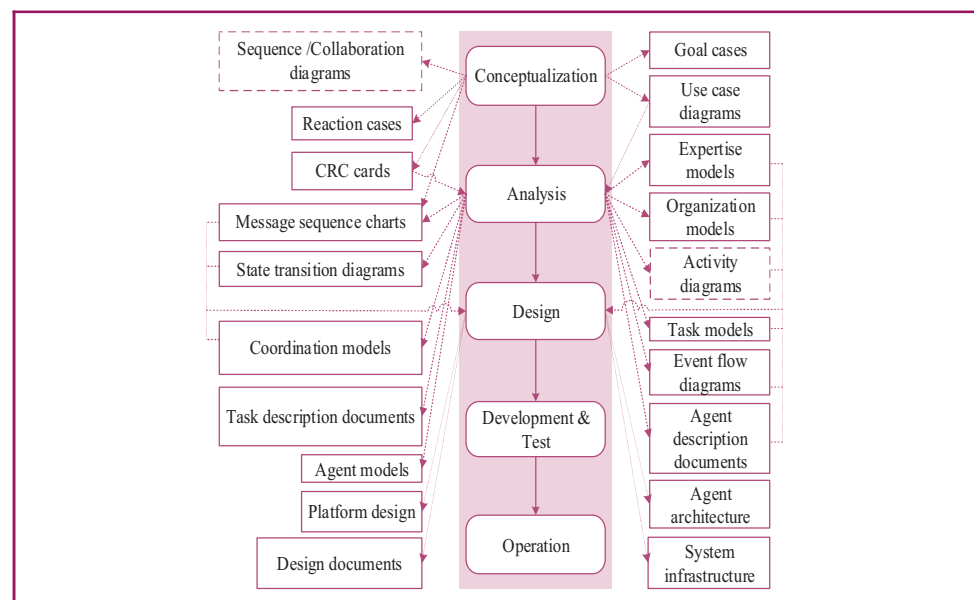 Sequence /Collaboration
diagrams
Reaction cases
CRC cards
Message sequence charts
State transition diagrams
Coordination models
Task description documents
Agent models
Platform design
Design documents
Conceptualization
Analysis
Design
Development &
Test
Operation
Goal cases
Use case
diagrams
Expertise
models
Organization
models
Activity
diagrams
Task models
Event flow
diagrams
Agent
description
documents
Agent
architecture
System
infrastructure